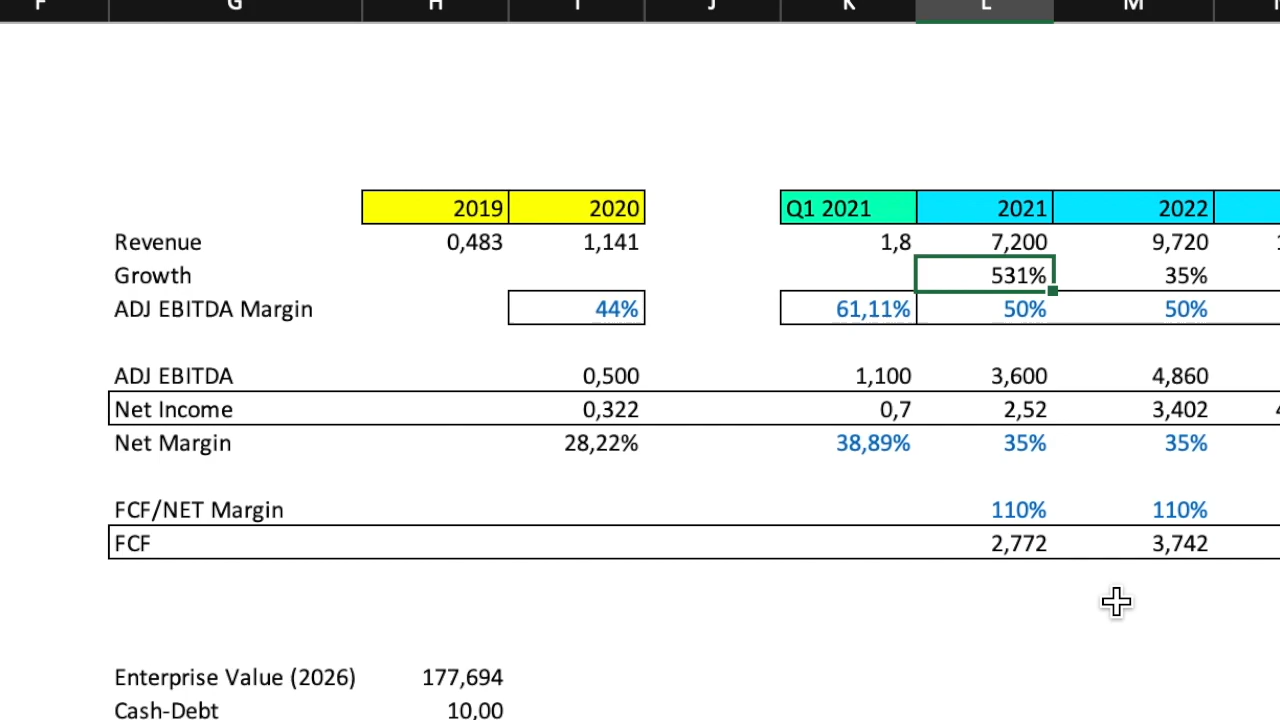 F G H I J K L M
2019 2020 Q1 2021 2021 2022
Revenue 0,483 1,141 1,8 7,200 9,720
Growth 531% 35%
ADJ EBITDA Margin 44% 61,11% 50% 50%
ADJ EBITDA 0,500 1,100 3,600 4,860
Net Income 0,322 0,7 2,52 3,402
Net Margin 28,22% 38,89% 35% 35%
FCF/NET Margin 110% 110%
FCF 2,772 3,742
Enterprise Value (2026) 177,694
Cash-Debt 10,00